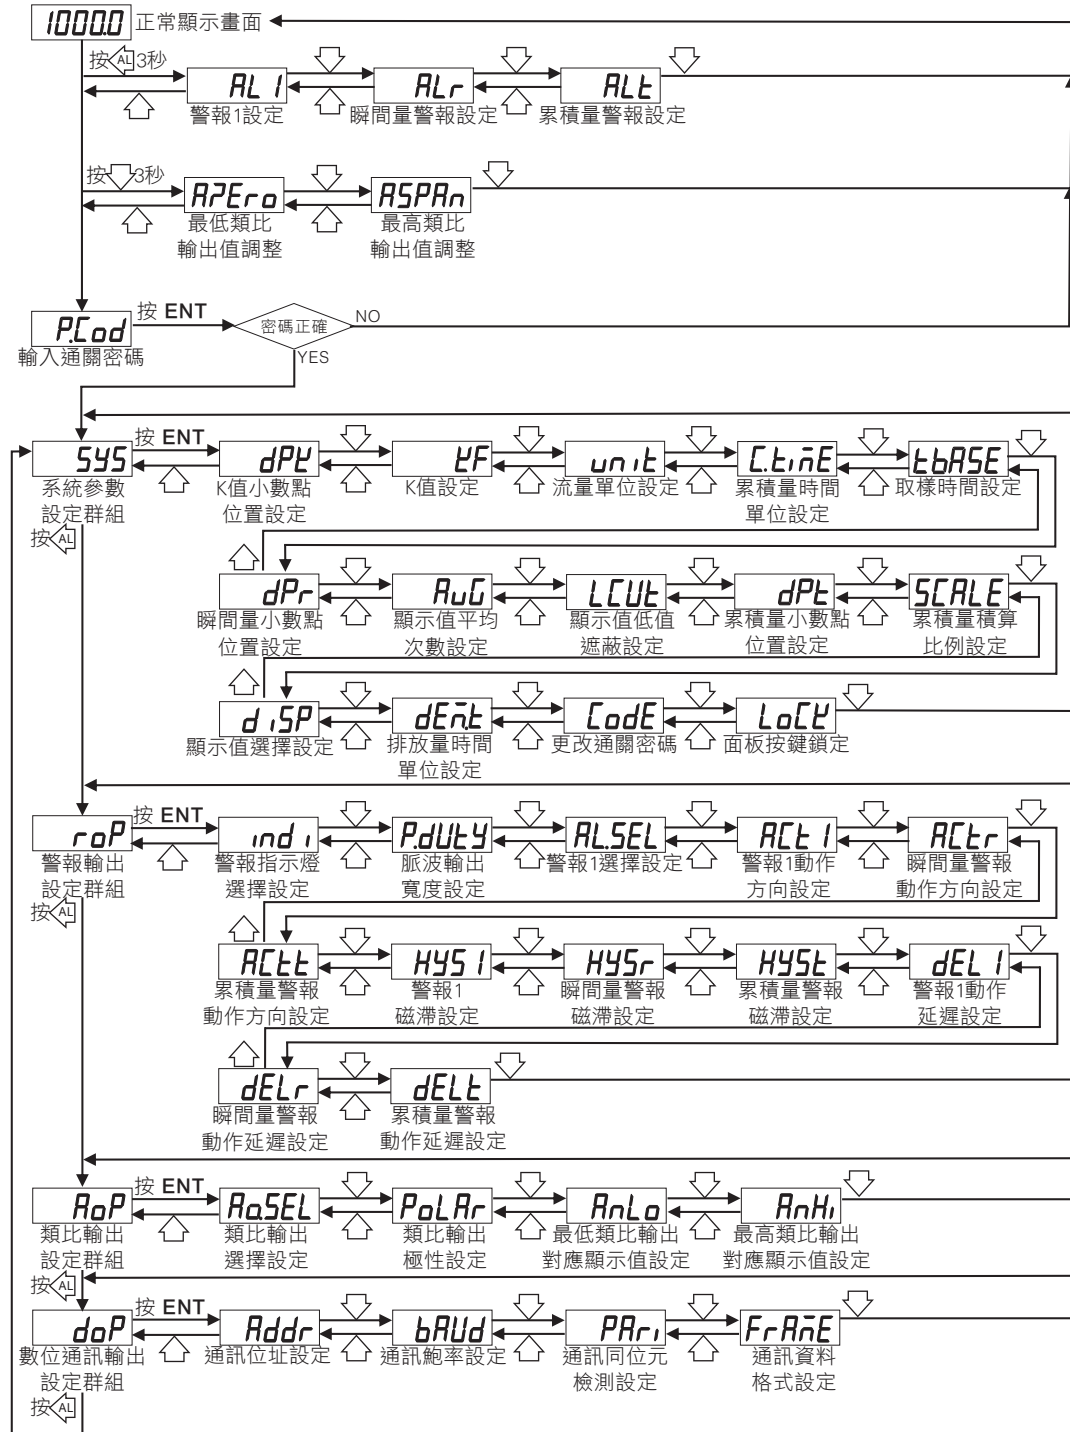 1000.0 正常顯示畫面
按AL3秒
AL1 ALr ALt
警報1設定 瞬間量警報設定 累積量警報設定
按3秒
AZEro ASPAn
最低類比 最高類比
輸出值調整 輸出值調整
P.Cod 按 ENT 密碼正確 NO
輸入通關密碼 YES
SYS 按 ENT dPK KF unit C.timE tbASE
系統參數 K值小數點 K值設定 流量單位設定 累積量時間 取樣時間設定
設定群組 位置設定 單位設定
按AL
dPr AvG LCUt dPt SCALE
瞬間量小數點 顯示值平均 顯示值低值 累積量小數點 累積量積算
位置設定 次數設定 遮蔽設定 位置設定 比例設定
diSP dEm.t CodE LoCK
顯示值選擇設定 排放量時間 更改通關密碼 面板按鍵鎖定
單位設定
roP 按 ENT indi P.dUtY AL.SEL ACt1 ACtr
警報輸出 警報指示燈 脈波輸出 警報1選擇設定 警報1動作 瞬間量警報
設定群組 選擇設定 寬度設定 方向設定 動作方向設定
按AL
ACtt HYS1 HYSr HYSt dEL1
累積量警報 警報1 瞬間量警報 累積量警報 警報1動作
動作方向設定 磁滯設定 磁滯設定 磁滯設定 延遲設定
dELr dELt
瞬間量警報 累積量警報
動作延遲設定 動作延遲設定
AoP 按 ENT Ao.SEL PoLAr AnLo AnHi
類比輸出 類比輸出 類比輸出 最低類比輸出 最高類比輸出
設定群組 選擇設定 極性設定 對應顯示值設定 對應顯示值設定
按AL
doP 按 ENT Addr bAUd PAri FrAmE
數位通訊輸出 通訊位址設定 通訊鮑率設定 通訊同位元 通訊資料
設定群組 檢測設定 格式設定
按AL